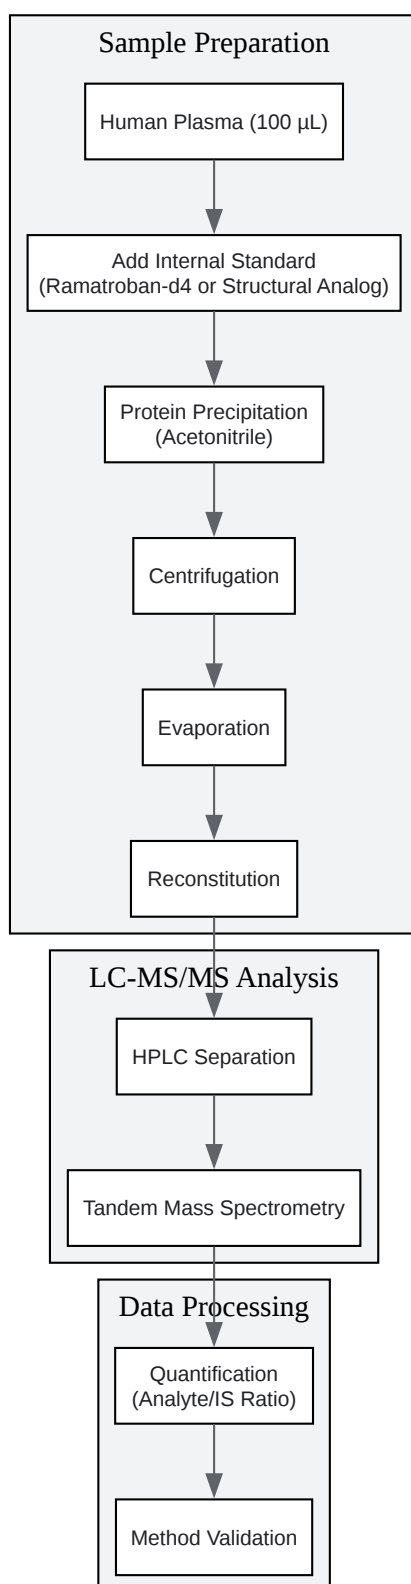 Sample Preparation
Human Plasma (100 µL)
Add Internal Standard
(Ramatroban-d4 or Structural Analog)
Protein Precipitation
(Acetonitrile)
Centrifugation
Evaporation
Reconstitution
LC-MS/MS Analysis
HPLC Separation
Tandem Mass Spectrometry
Data Processing
Quantification
(Analyte/IS Ratio)
Method Validation